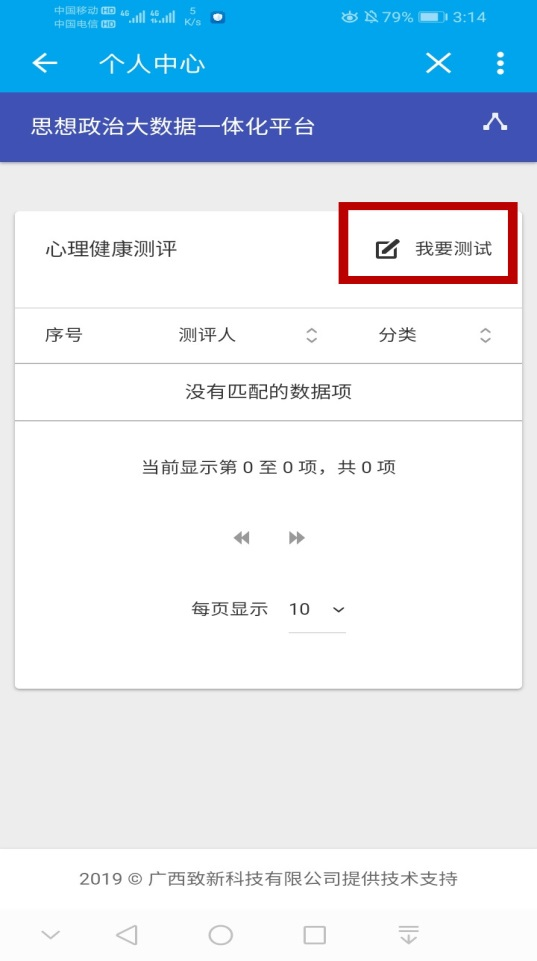 中国移动 HD 4G 4G 5 K/s 79% 3:14
中国电信 HD
个人中心
思想政治大数据一体化平台
心理健康测评 我要测试
序号 测评人 分类
没有匹配的数据项
当前显示第 0 至 0 项，共 0 项
每页显示 10
2019 © 广西致新科技有限公司提供技术支持